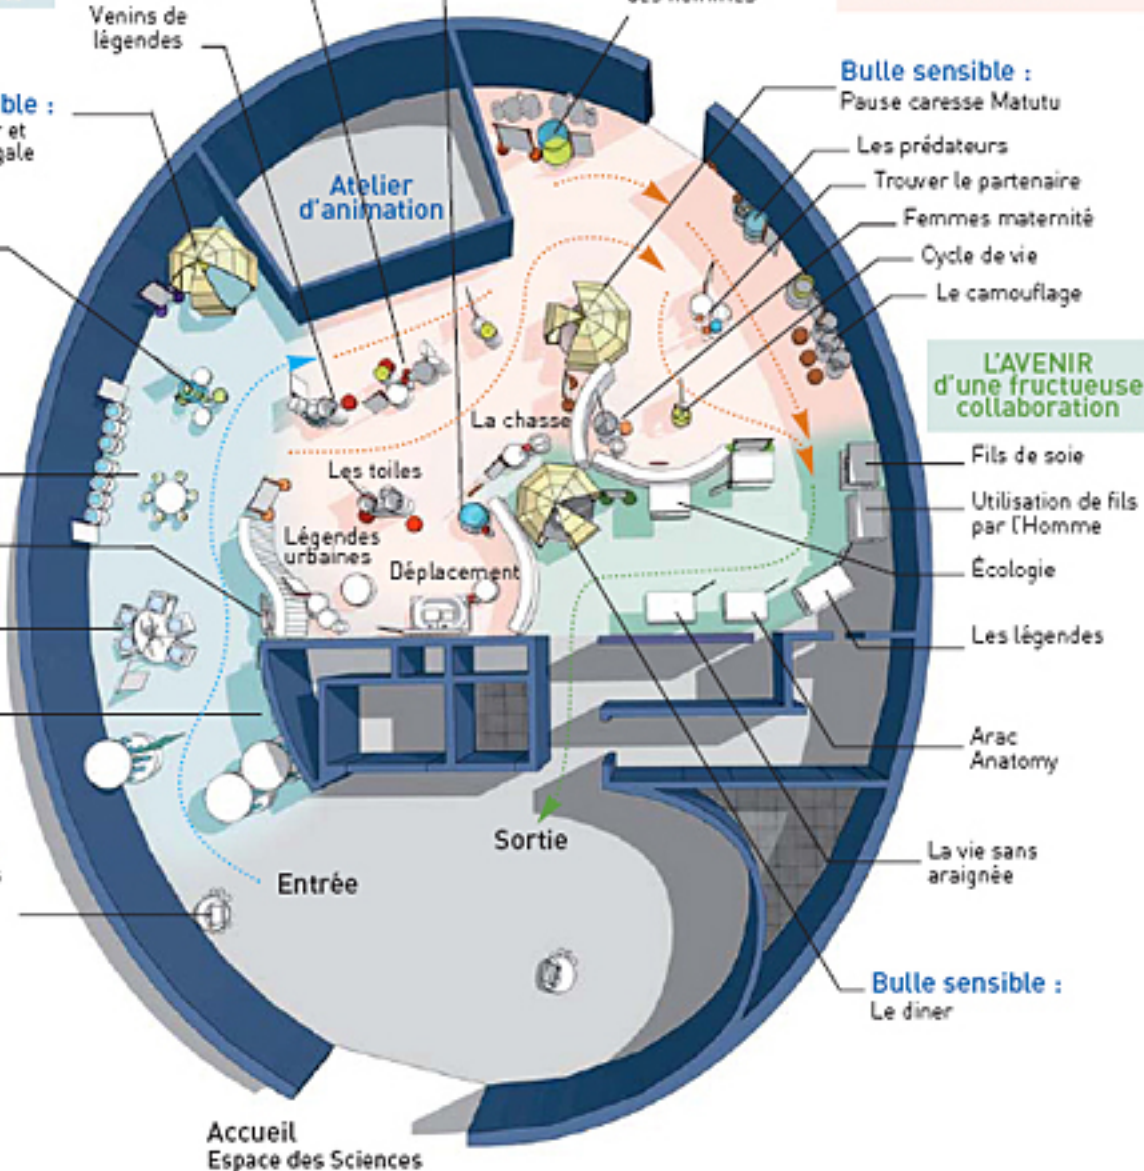 Venins de
légendes
ble :
r et
gale
Bulle sensible :
Pause caresse Matutu
Les prédateurs
Trouver le partenaire
Femmes maternité
Cycle de vie
Le camouflage
Atelier
d'animation
L'AVENIR
d'une fructueuse
collaboration
La chasse
Les toiles
Légendes
urbaines
Déplacement
Fils de soie
Utilisation de fils
par l'Homme
Écologie
Les légendes
Arac
Anatomy
La vie sans
araignée
Sortie
Entrée
Bulle sensible :
Le diner
Accueil
Espace des Sciences